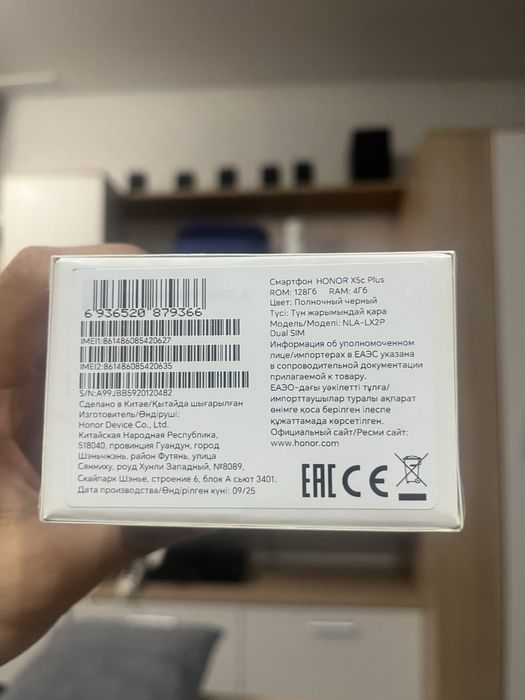 6 936520 879366
IMEI1:861486085420627
IMEI2:861486085420635
S/N:A99JBB5920120482
Сделано в Китае/Қытайда шығарылған
Изготовитель/Өндіруші:
Honor Device Co., Ltd.
Китайская Народная Республика,
518040, провинция Гуандун, город
Шэньчжэнь, район Футянь, улица
Сянмиху, роуд Хунли Западный, №8089,
Скайпарк Шэнье, строение 6, блок А сьют 3401.
Дата производства/Өндірілген күні: 09/25
Смартфон HONOR X5c Plus
ROM: 128Гб RAM: 4Гб
Цвет: Полночный черный
Түсі: Түн жарымындай қара
Модель/Моделі: NLA-LX2P
Dual SIM
Информация об уполномоченном
лице/импортерах в ЕАЭС указана
в сопроводительной документации
прилагаемой к товару.
ЕАЭО-дағы уәкілетті тұлға/
импорттаушылар туралы ақпарат
өнімге қоса берілген ілеспе
құжаттамада көрсетілген.
Официальный сайт/Ресми сайт:
www.honor.com
EAC CE